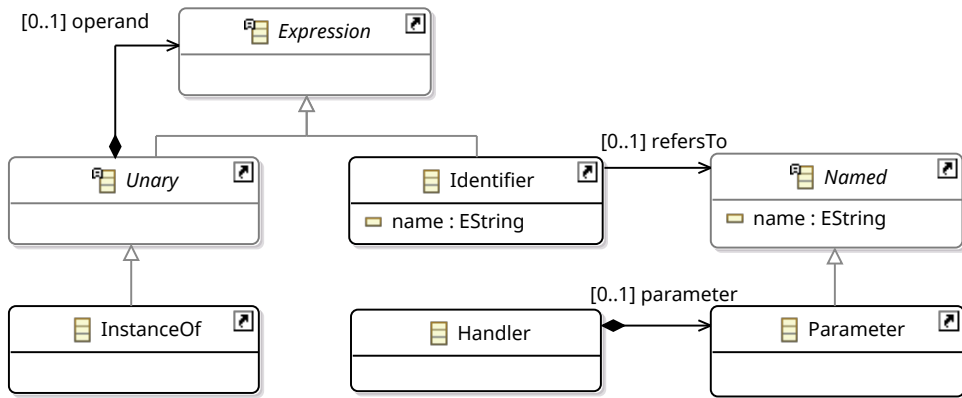 [0..1] operand
Expression
Unary
Identifier
name : EString
[0..1] refersTo
Named
name : EString
InstanceOf
Handler
[0..1] parameter
Parameter